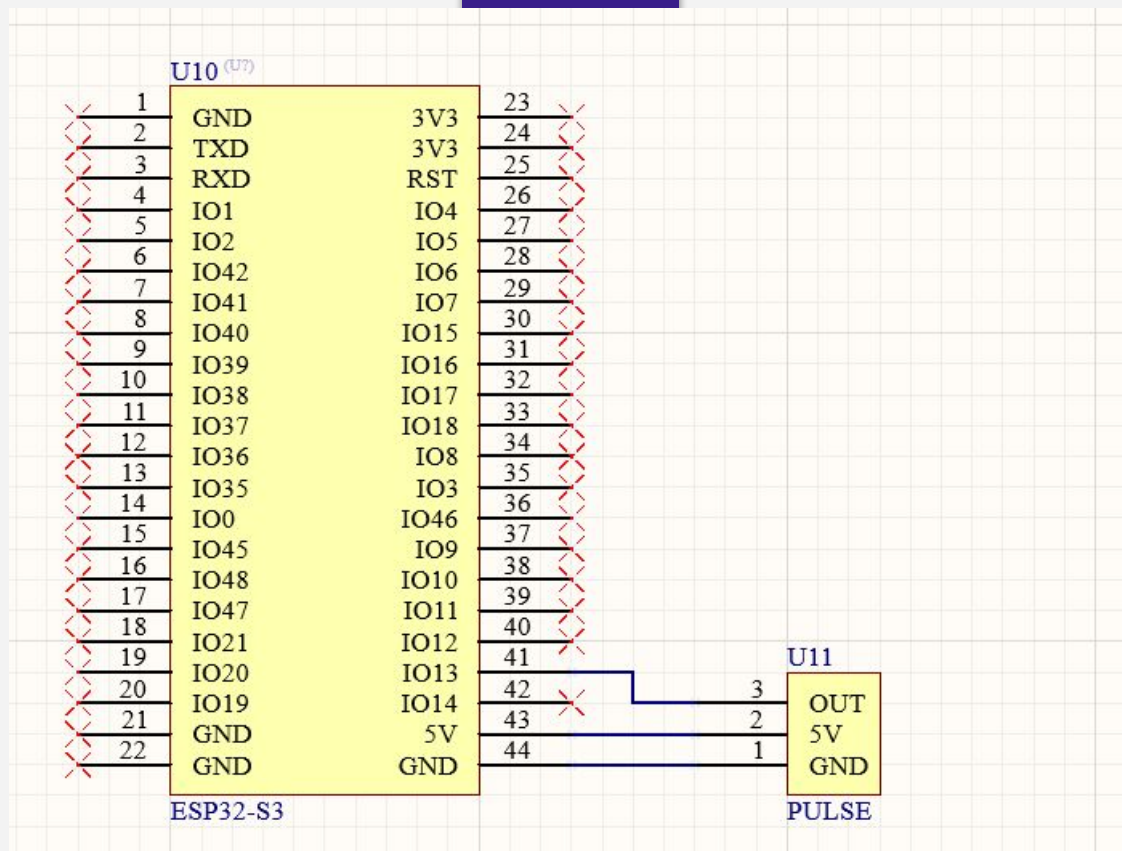 U10 (U?)
1 GND 3V3 23
2 TXD 3V3 24
3 RXD RST 25
4 IO1 IO4 26
5 IO2 IO5 27
6 IO42 IO6 28
7 IO41 IO7 29
8 IO40 IO15 30
9 IO39 IO16 31
10 IO38 IO17 32
11 IO37 IO18 33
12 IO36 IO8 34
13 IO35 IO3 35
14 IO0 IO46 36
15 IO45 IO9 37
16 IO48 IO10 38
17 IO47 IO11 39
18 IO21 IO12 40
19 IO20 IO13 41
20 IO19 IO14 42
21 GND 5V 43
22 GND GND 44
ESP32-S3
U11
3 OUT
2 5V
1 GND
PULSE